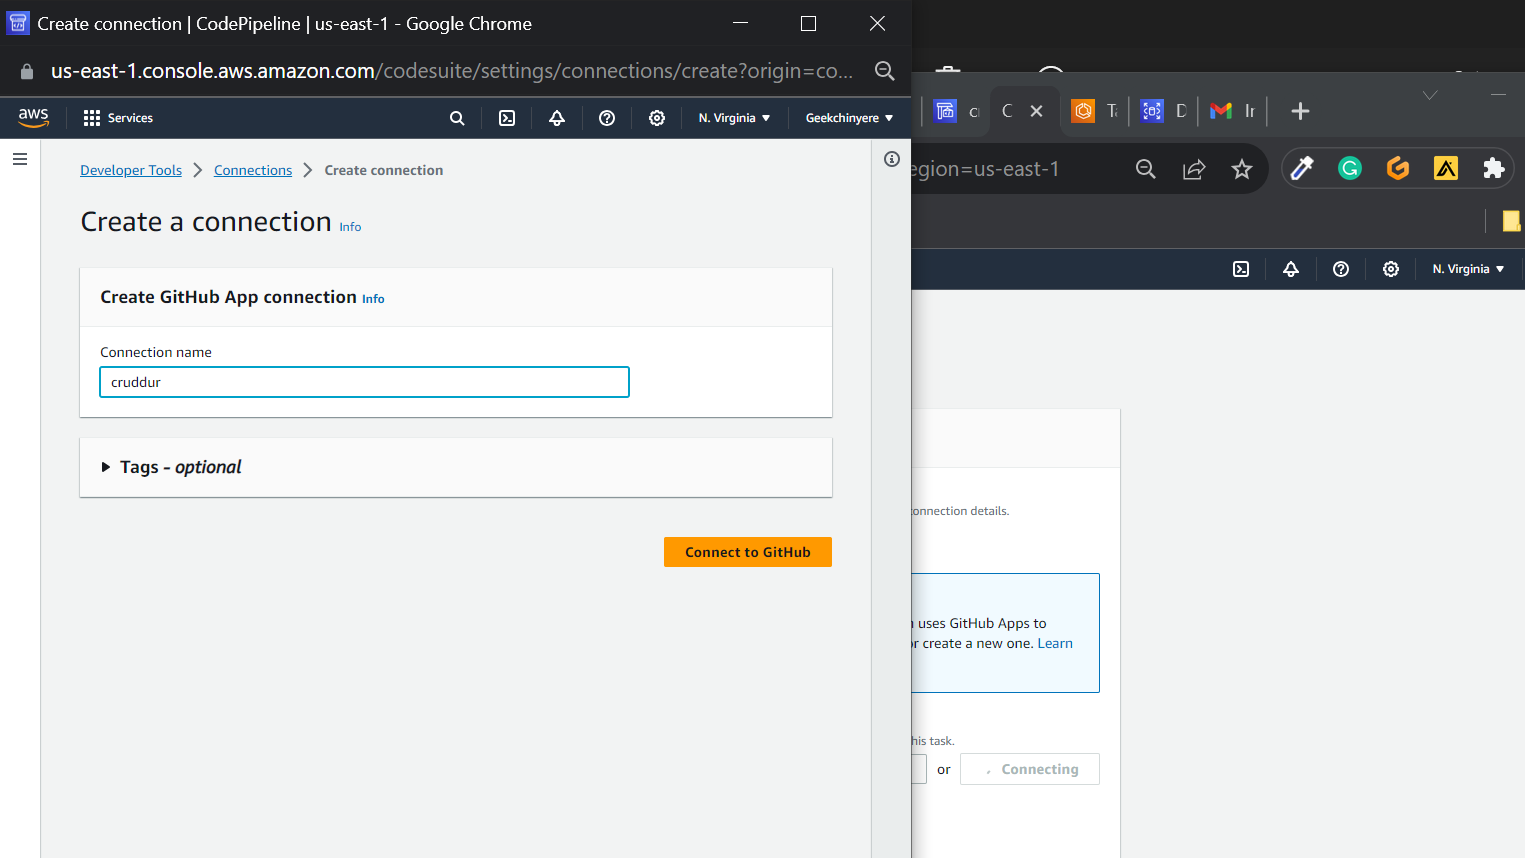 Create connection | CodePipeline | us-east-1 - Google Chrome
us-east-1.console.aws.amazon.com/codesuite/settings/connections/create?origin=co...
aws
Services
N. Virginia
Geekchinyere
Developer Tools
Connections
Create connection
Create a connection Info
Create GitHub App connection Info
Connection name
cruddur
Tags - optional
Connect to GitHub
C
D
egion=us-east-1
N. Virginia
onnection details.
uses GitHub Apps to
or create a new one. Learn
his task.
or
Connecting